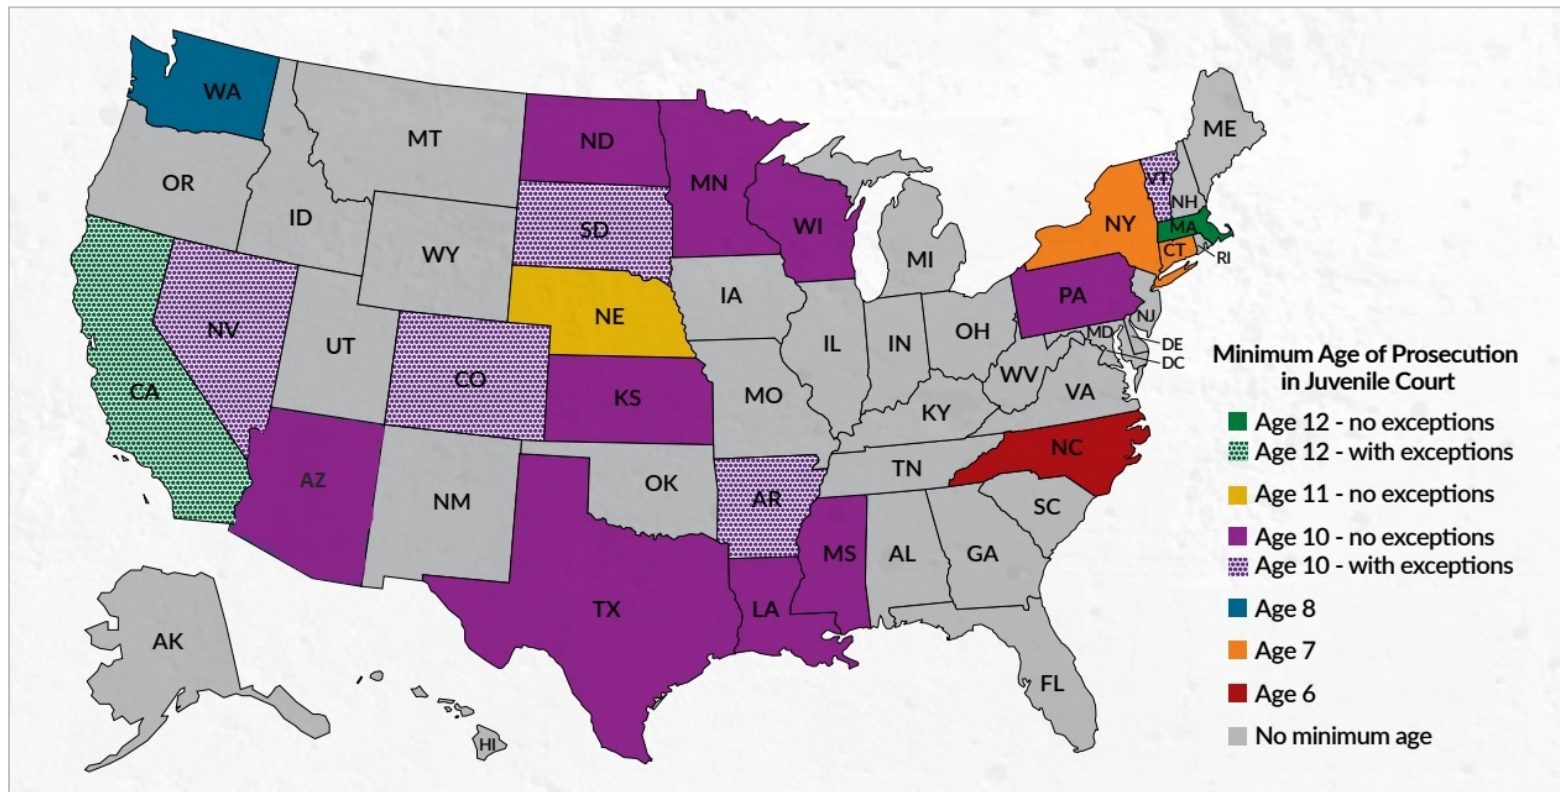 WA
MT
ND
MN
ME
OR
ID
SD
WI
VT
NH
NY
MA
CT
RI
WY
MI
IA
NE
PA
NJ
NV
UT
CO
IL
IN
OH
MD
DE
DC
CA
KS
MO
WV
VA
KY
AZ
NM
OK
AR
TN
NC
SC
MS
AL
GA
TX
LA
AK
HI
FL
Minimum Age of Prosecution
in Juvenile Court
Age 12 - no exceptions
Age 12 - with exceptions
Age 11 - no exceptions
Age 10 - no exceptions
Age 10 - with exceptions
Age 8
Age 7
Age 6
No minimum age